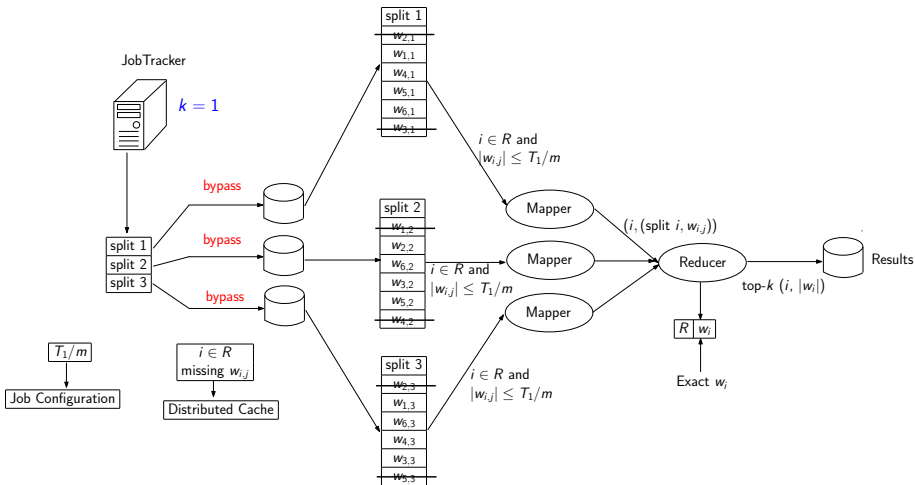 JobTracker
k = 1
split 1
split 2
split 3
bypass
bypass
bypass
T₁/m
Job Configuration
i ∈ R
missing wᵢ,ⱼ
Distributed Cache
split 1
w₂,₁
w₁,₁
w₄,₁
w₅,₁
w₆,₁
w₃,₁
split 2
w₁,₂
w₂,₂
w₆,₂
w₃,₂
w₅,₂
w₄,₂
split 3
w₂,₃
w₁,₃
w₆,₃
w₄,₃
w₃,₃
w₅,₃
i ∈ R and
|wᵢ,ⱼ| ≤ T₁/m
i ∈ R and
|wᵢ,ⱼ| ≤ T₁/m
i ∈ R and
|wᵢ,ⱼ| ≤ T₁/m
Mapper
Mapper
Mapper
(i, (split i, wᵢ,ⱼ))
Reducer
Results
top-k (i, |wᵢ|)
R wᵢ
Exact wᵢ